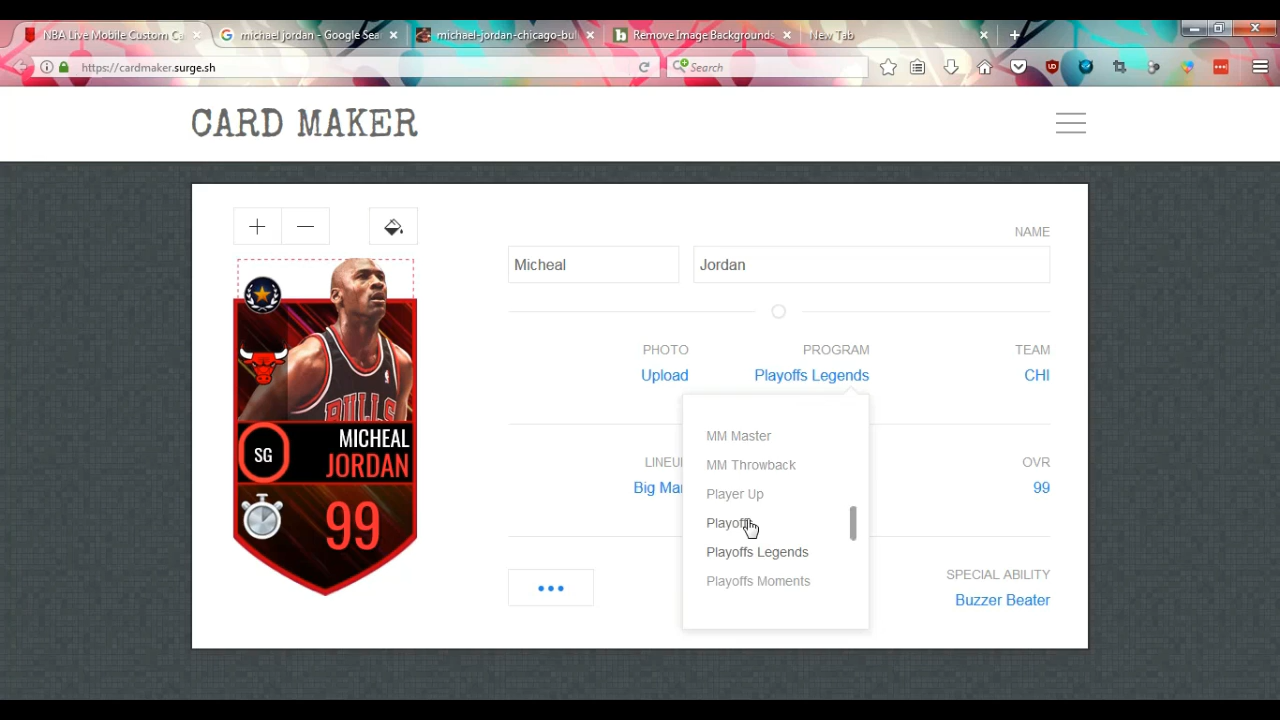 NBA Live Mobile Custom Ca
michael jordan - Google Sea
michael-jordan-chicago-bul
Remove Image Backgrounds
New Tab
https://cardmaker.surge.sh
Search
CARD MAKER
NAME
Micheal
Jordan
PHOTO
PROGRAM
TEAM
Upload
Playoffs Legends
CHI
BULLS
SG
MICHEAL
JORDAN
99
MM Master
MM Throwback
Player Up
Playoffs
Playoffs Legends
Playoffs Moments
LINEU
Big Ma
OVR
99
SPECIAL ABILITY
Buzzer Beater